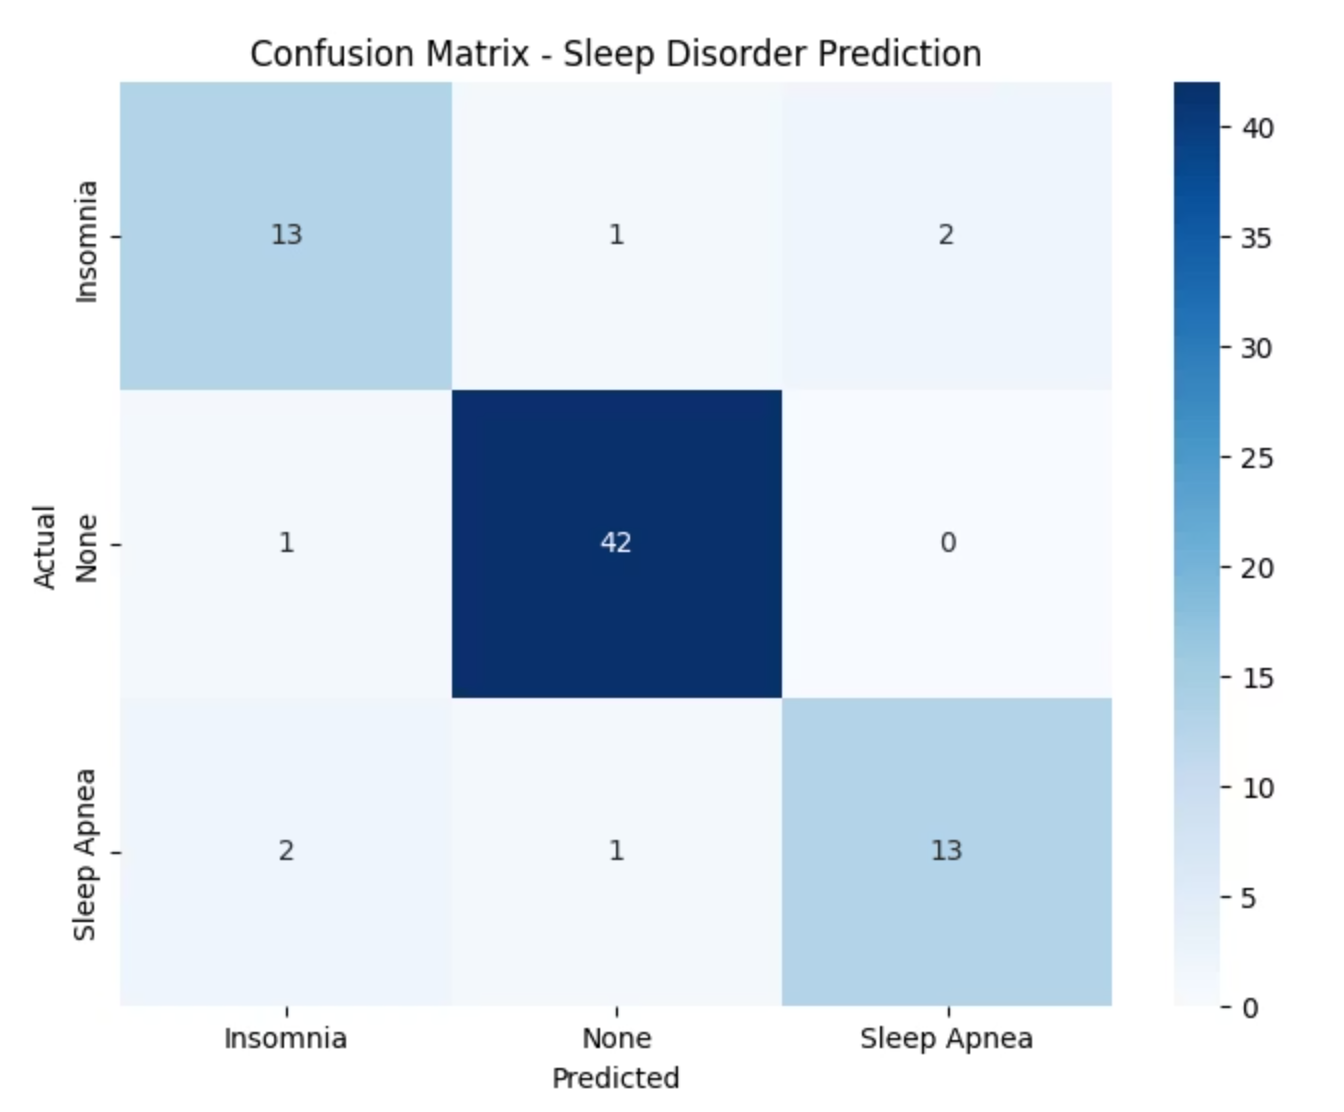 Confusion Matrix - Sleep Disorder Prediction
Insomnia
13
1
2
40
35
30
25
20
15
10
5
0
Actual
None
1
42
0
Sleep Apnea
2
1
13
Insomnia
None
Sleep Apnea
Predicted